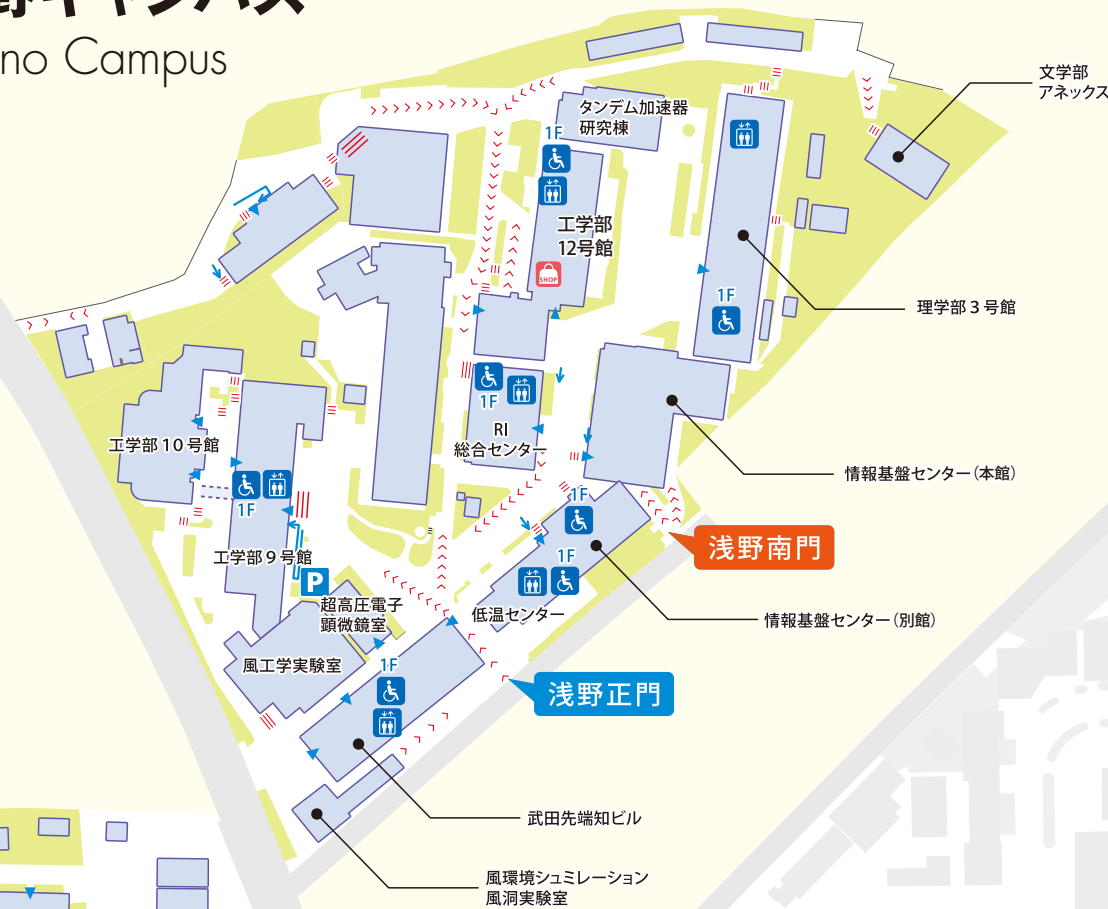 野キャンパス
no Campus
文学部
アネックス
タンデム加速器
研究棟
1F
工学部
12号館
SHOP
理学部3号館
1F
1F
RI
総合センター
工学部10号館
情報基盤センター(本館)
1F
1F
浅野南門
工学部9号館
P
1F
超高圧電子
顕微鏡室
低温センター
情報基盤センター(別館)
風工学実験室
1F
浅野正門
武田先端知ビル
風環境シュミレーション
風洞実験室